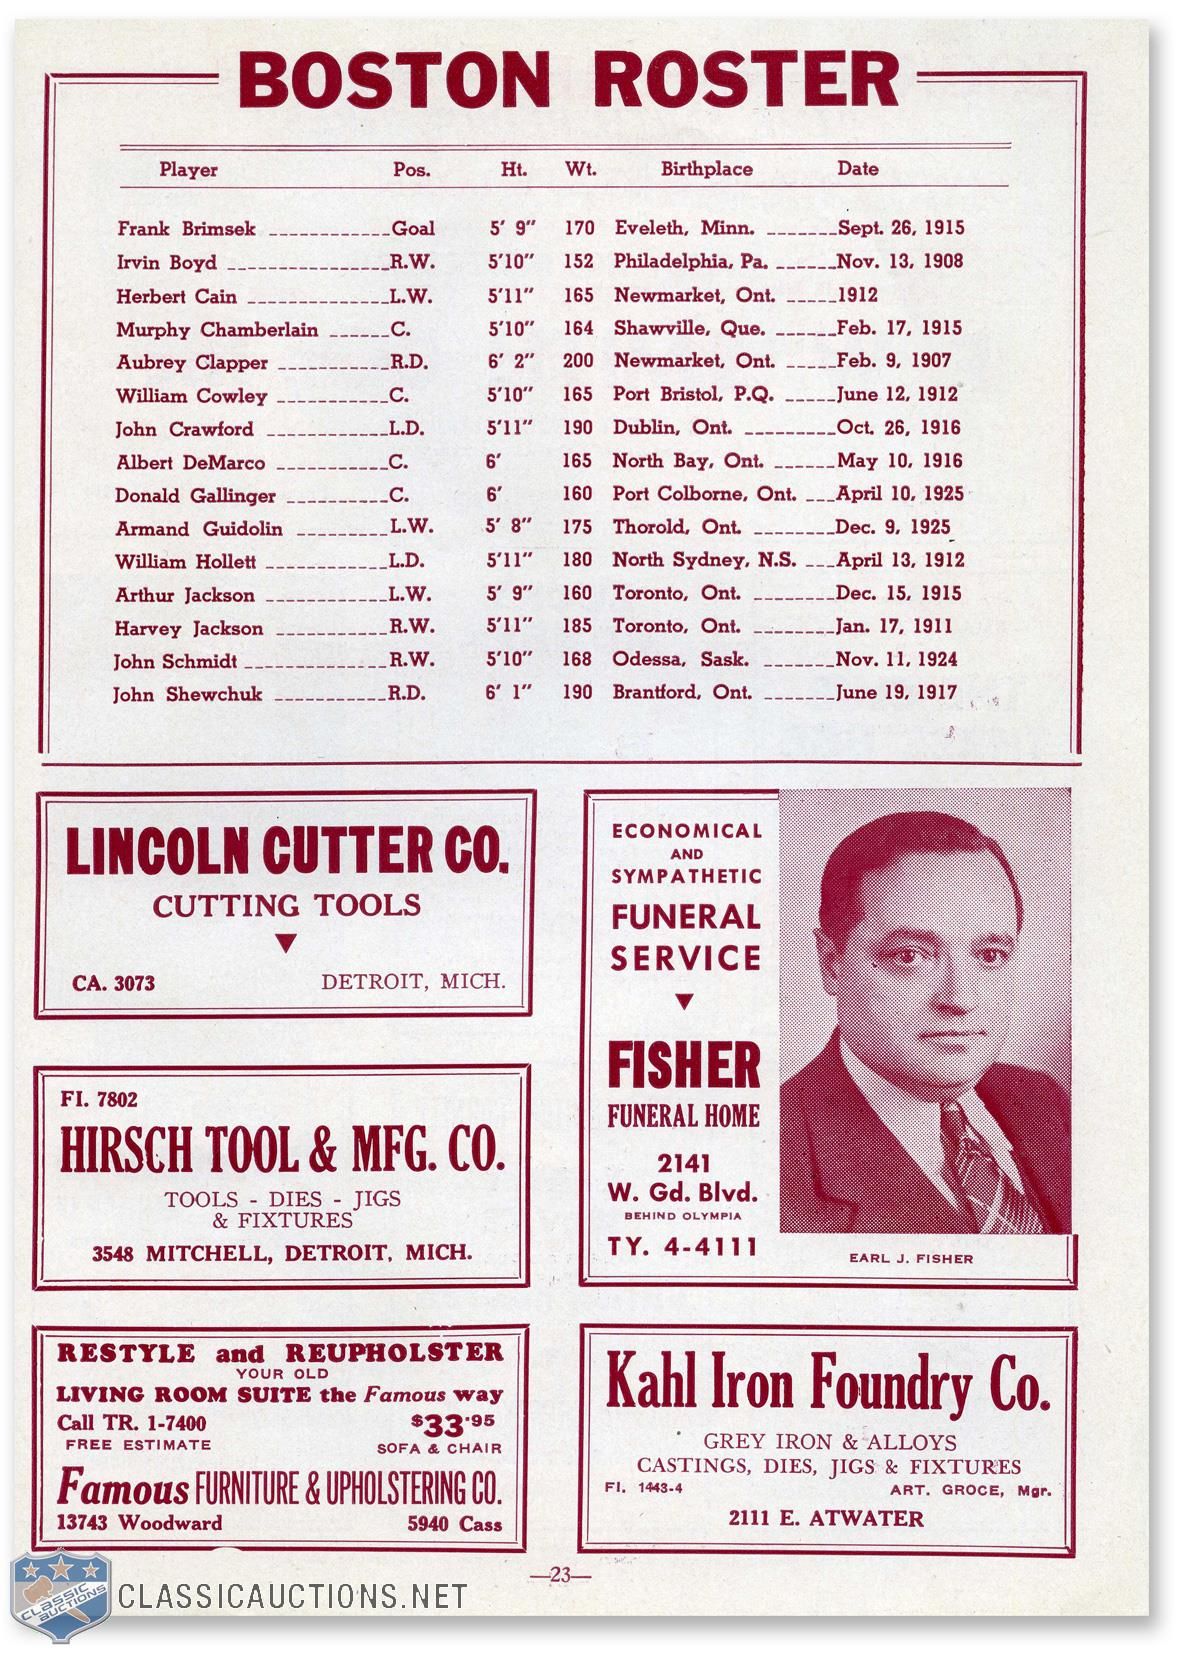 BOSTON ROSTER
Player Pos. Ht. Wt. Birthplace Date
Frank Brimsek ____________Goal 5' 9" 170 Eveleth, Minn. _______Sept. 26, 1915
Irvin Boyd ________________R.W. 5'10" 152 Philadelphia, Pa. ______Nov. 13, 1908
Herbert Cain ______________L.W. 5'11" 165 Newmarket, Ont. _____1912
Murphy Chamberlain ______C. 5'10" 164 Shawville, Que. ______Feb. 17, 1915
Aubrey Clapper ___________R.D. 6' 2" 200 Newmarket, Ont. _____Feb. 9, 1907
William Cowley ___________C. 5'10" 165 Port Bristol, P.Q. _____June 12, 1912
John Crawford ____________L.D. 5'11" 190 Dublin, Ont. _________Oct. 26, 1916
Albert DeMarco ___________C. 6' 165 North Bay, Ont. ______May 10, 1916
Donald Gallinger __________C. 6' 160 Port Colborne, Ont. ___April 10, 1925
Armand Guidolin _________L.W. 5' 8" 175 Thorold, Ont. ________Dec. 9, 1925
William Hollett ____________L.D. 5'11" 180 North Sydney, N.S. ___April 13, 1912
Arthur Jackson ____________L.W. 5' 9" 160 Toronto, Ont. ________Dec. 15, 1915
Harvey Jackson ___________R.W. 5'11" 185 Toronto, Ont. ________Jan. 17, 1911
John Schmidt ______________R.W. 5'10" 168 Odessa, Sask. _______Nov. 11, 1924
John Shewchuk ___________R.D. 6' 1" 190 Brantford, Ont. _______June 19, 1917
LINCOLN CUTTER CO.
CUTTING TOOLS
CA. 3073 DETROIT, MICH.
FI. 7802
HIRSCH TOOL & MFG. CO.
TOOLS - DIES - JIGS
& FIXTURES
3548 MITCHELL, DETROIT, MICH.
RESTYLE and REUPHOLSTER
YOUR OLD
LIVING ROOM SUITE the Famous way
Call TR. 1-7400 $33.95
FREE ESTIMATE SOFA & CHAIR
Famous FURNITURE & UPHOLSTERING CO.
13743 Woodward 5940 Cass
ECONOMICAL
AND
SYMPATHETIC
FUNERAL
SERVICE
FISHER
FUNERAL HOME
2141
W. Gd. Blvd.
BEHIND OLYMPIA
TY. 4-4111
EARL J. FISHER
Kahl Iron Foundry Co.
GREY IRON & ALLOYS
CASTINGS, DIES, JIGS & FIXTURES
FI. 1443-4 ART. GROCE, Mgr.
2111 E. ATWATER
—23—
CLASSIC
AUCTIONS
CLASSICAUCTIONS.NET